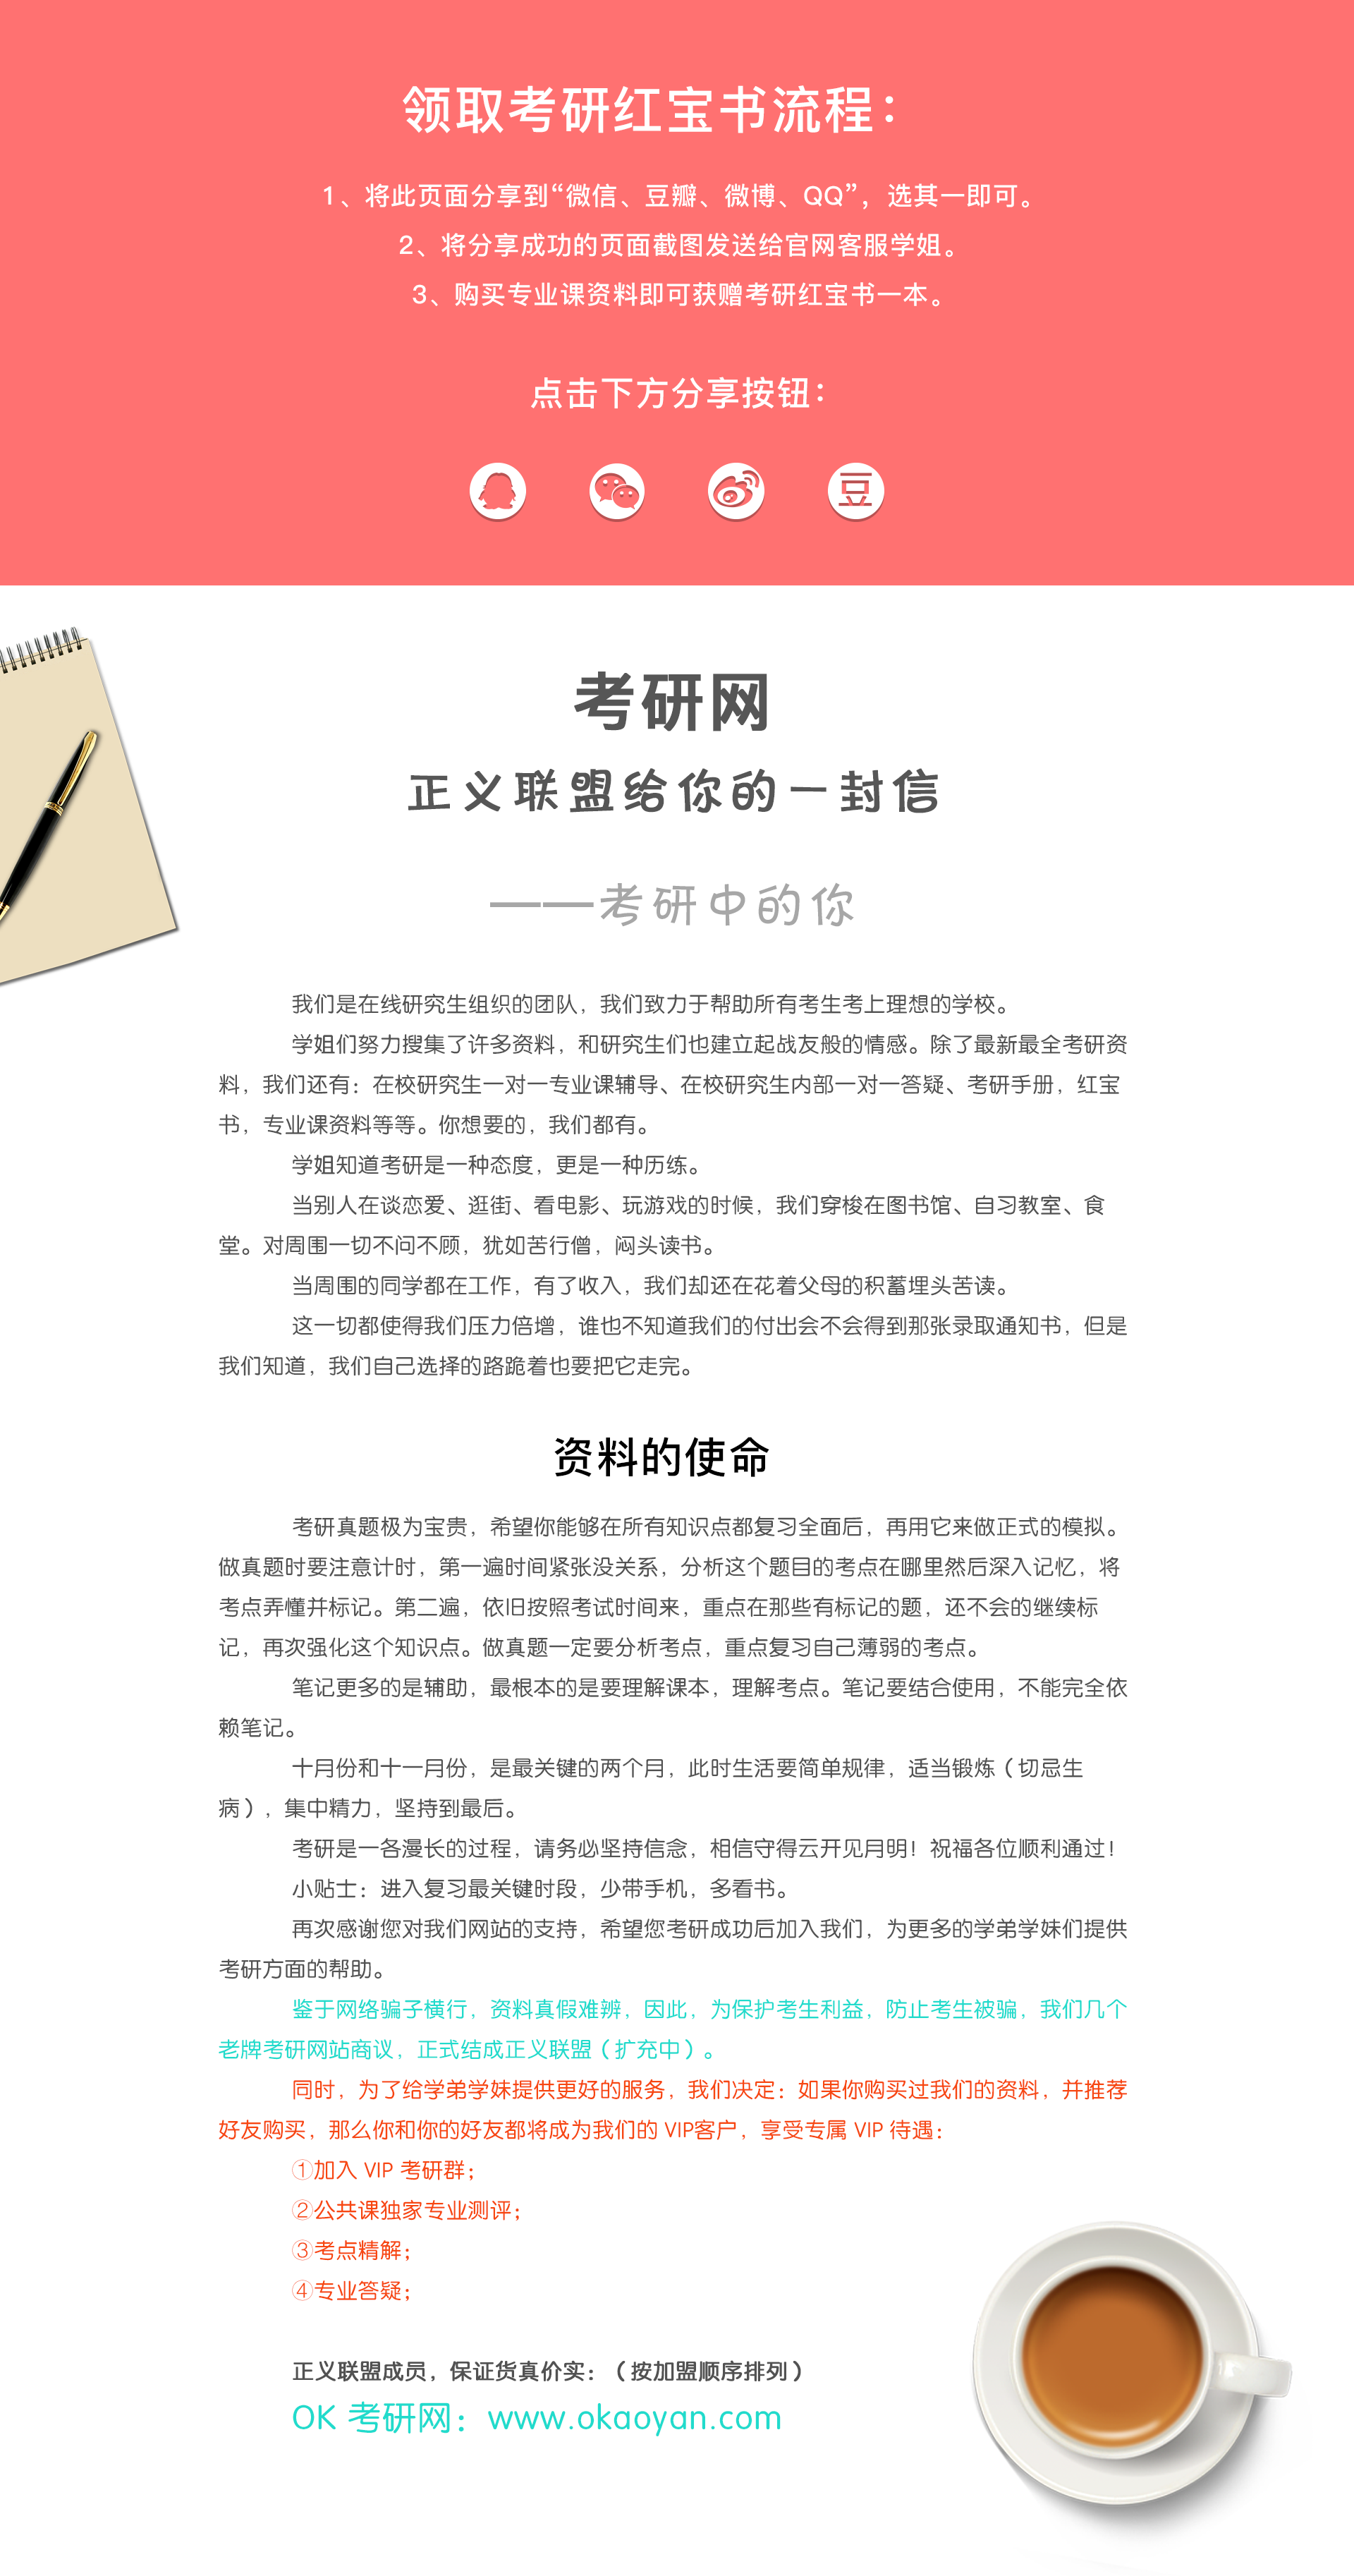 领取考研红宝书流程：
1、将此页面分享到“微信、豆瓣、微博、QQ”，选其一即可。
2、将分享成功的页面截图发送给官网客服学姐。
3、购买专业课资料即可获赠考研红宝书一本。
点击下方分享按钮：
豆
考研网
正义联盟给你的一封信
——考研中的你
我们是在线研究生组织的团队，我们致力于帮助所有考生考上理想的学校。
学姐们努力搜集了许多资料，和研究生们也建立起战友般的情感。除了最新最全考研资
料，我们还有：在校研究生一对一专业课辅导、在校研究生内部一对一答疑、考研手册，红宝
书，专业课资料等等。你想要的，我们都有。
学姐知道考研是一种态度，更是一种历练。
当别人在谈恋爱、逛街、看电影、玩游戏的时候，我们穿梭在图书馆、自习教室、食
堂。对周围一切不问不顾，犹如苦行僧，闷头读书。
当周围的同学都在工作，有了收入，我们却还在花着父母的积蓄埋头苦读。
这一切都使得我们压力倍增，谁也不知道我们的付出会不会得到那张录取通知书，但是
我们知道，我们自己选择的路跪着也要把它走完。
资料的使命
考研真题极为宝贵，希望你能够在所有知识点都复习全面后，再用它来做正式的模拟。
做真题时要注意计时，第一遍时间紧张没关系，分析这个题目的考点在哪里然后深入记忆，将
考点弄懂并标记。第二遍，依旧按照考试时间来，重点在那些有标记的题，还不会的继续标
记，再次强化这个知识点。做真题一定要分析考点，重点复习自己薄弱的考点。
笔记更多的是辅助，最根本的是要理解课本，理解考点。笔记要结合使用，不能完全依
赖笔记。
十月份和十一月份，是最关键的两个月，此时生活要简单规律，适当锻炼（切忌生
病），集中精力，坚持到最后。
考研是一各漫长的过程，请务必坚持信念，相信守得云开见月明！祝福各位顺利通过！
小贴士：进入复习最关键时段，少带手机，多看书。
再次感谢您对我们网站的支持，希望您考研成功后加入我们，为更多的学弟学妹们提供
考研方面的帮助。
鉴于网络骗子横行，资料真假难辨，因此，为保护考生利益，防止考生被骗，我们几个
老牌考研网站商议，正式结成正义联盟（扩充中）。
同时，为了给学弟学妹提供更好的服务，我们决定：如果你购买过我们的资料，并推荐
好友购买，那么你和你的好友都将成为我们的 VIP客户，享受专属 VIP 待遇：
①加入 VIP 考研群；
②公共课独家专业测评；
③考点精解；
④专业答疑；
正义联盟成员，保证货真价实：（按加盟顺序排列）
OK 考研网：www.okaoyan.com